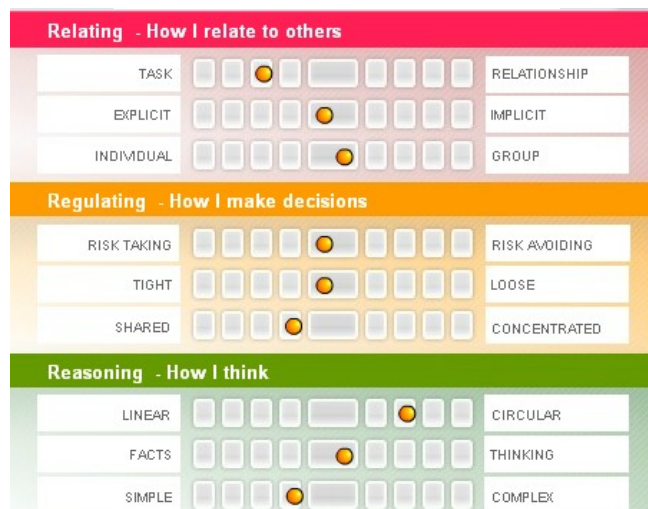 Relating - How I relate to others
TASK RELATIONSHIP
EXPLICIT IMPLICIT
INDIVIDUAL GROUP
Regulating - How I make decisions
RISK TAKING RISK AVOIDING
TIGHT LOOSE
SHARED CONCENTRATED
Reasoning - How I think
LINEAR CIRCULAR
FACTS THINKING
SIMPLE COMPLEX